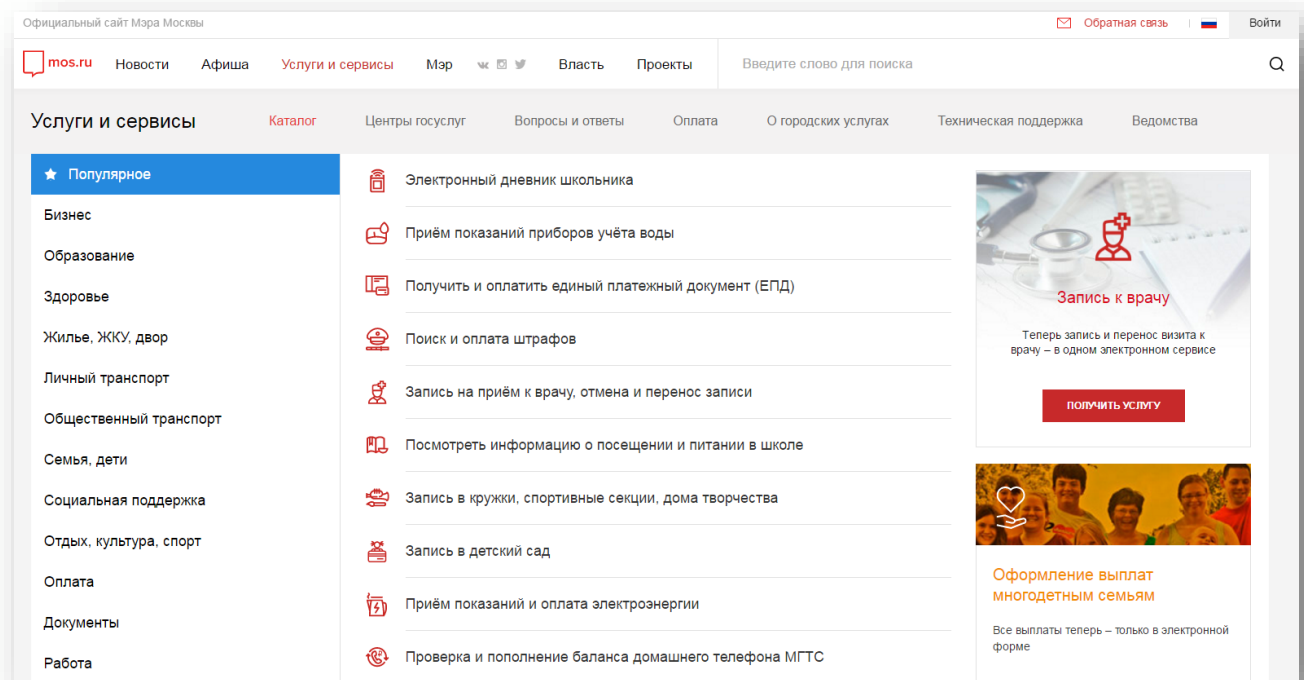 Официальный сайт Мэра Москвы
Обратная связь
Войти
mos.ru
Новости
Афиша
Услуги и сервисы
Мэр
Власть
Проекты
Введите слово для поиска
Услуги и сервисы
Каталог
Центры госуслуг
Вопросы и ответы
Оплата
О городских услугах
Техническая поддержка
Ведомства
Популярное
Бизнес
Образование
Здоровье
Жилье, ЖКУ, двор
Личный транспорт
Общественный транспорт
Семья, дети
Социальная поддержка
Отдых, культура, спорт
Оплата
Документы
Работа
Электронный дневник школьника
Приём показаний приборов учёта воды
Получить и оплатить единый платежный документ (ЕПД)
Поиск и оплата штрафов
Запись на приём к врачу, отмена и перенос записи
Посмотреть информацию о посещении и питании в школе
Запись в кружки, спортивные секции, дома творчества
Запись в детский сад
Приём показаний и оплата электроэнергии
Проверка и пополнение баланса домашнего телефона МГТС
Запись к врачу
Теперь запись и перенос визита к
врачу – в одном электронном сервисе
ПОЛУЧИТЬ УСЛУГУ
Оформление выплат
многодетным семьям
Все выплаты теперь – только в электронной
форме